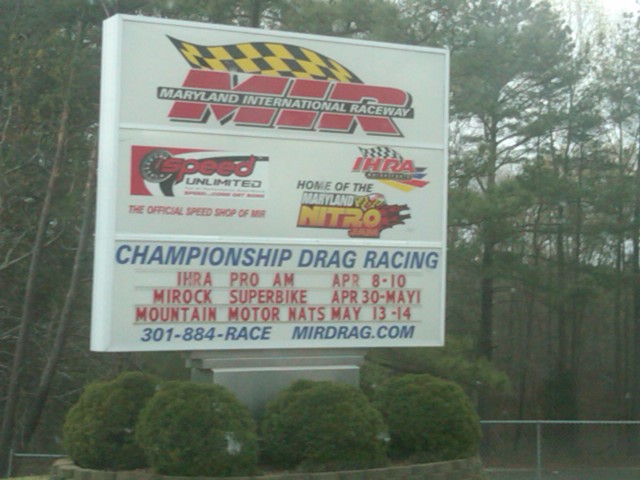 MIR
MARYLAND INTERNATIONAL RACEWAY
speed
UNLIMITED
THE OFFICIAL SPEED SHOP OF MIR
IHRA
HOME OF THE
MARYLAND
NITRO
JAM
CHAMPIONSHIP DRAG RACING
IHRA PRO AM APR 8-10
MIROCK SUPERBIKE APR 30-MAY1
MOUNTAIN MOTOR NATS MAY 13-14
301-884-RACE MIRDRAG.COM